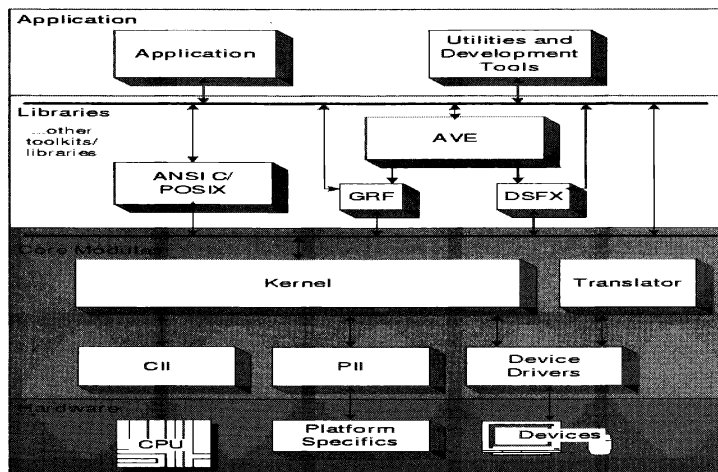 Application
Application
Utilities and
Development
Tools
Libraries
...other
toolkits/
libraries
AVE
ANSI C/
POSIX
GRF
DSFX
Core Modules
Kernel
Translator
CII
PII
Device
Drivers
Hardware
CPU
Platform
Specifics
Devices